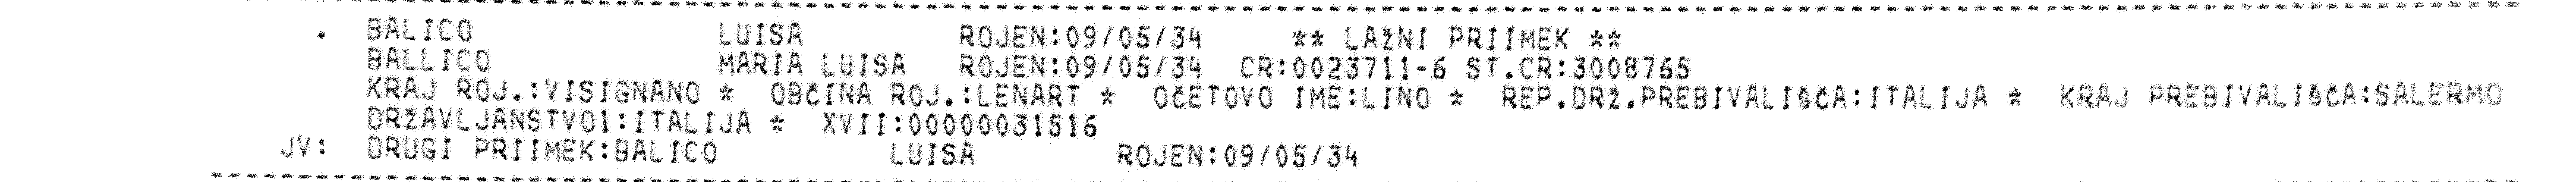 . BALICO LUISA ROJEN:09/05/34 ** LAŽNI PRIIMEK **
BALLICO MARIA LUISA ROJEN:09/05/34 CR:0023711-6 ST.CR:3008765
KRAJ ROJ.:VISIGNANO * OBČINA ROJ.:LENART * OČETOVO IME:LINO * REP.DRŽ.PREBIVALIŠČA:ITALIJA * KRAJ PREBIVALIŠČA:SALERMO
DRŽAVLJANSTVO1:ITALIJA * XVII:00000031516
JV: DRUGI PRIIMEK:BALICO LUISA ROJEN:09/05/34